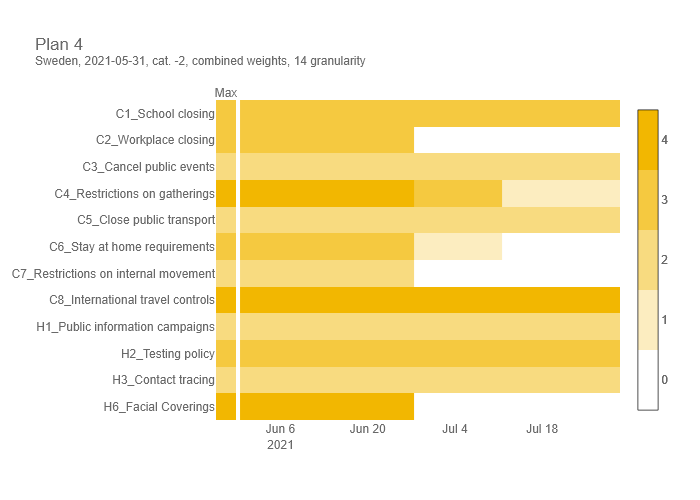 Plan 4
Sweden, 2021-05-31, cat. -2, combined weights, 14 granularity
Max
C1_School closing
C2_Workplace closing
C3_Cancel public events
C4_Restrictions on gatherings
C5_Close public transport
C6_Stay at home requirements
C7_Restrictions on internal movement
C8_International travel controls
H1_Public information campaigns
H2_Testing policy
H3_Contact tracing
H6_Facial Coverings
Jun 6 Jun 20 Jul 4 Jul 18
2021
4
3
2
1
0